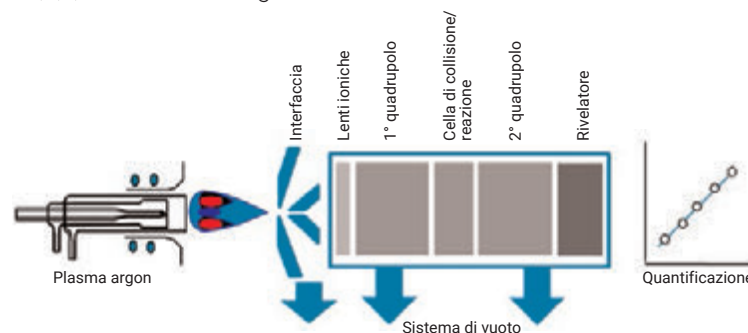 Interfaccia
Lenti ioniche
1° quadrupolo
Cella di collisione/
reazione
2° quadrupolo
Rivelatore
Plasma argon
Quantificazione
Sistema di vuoto